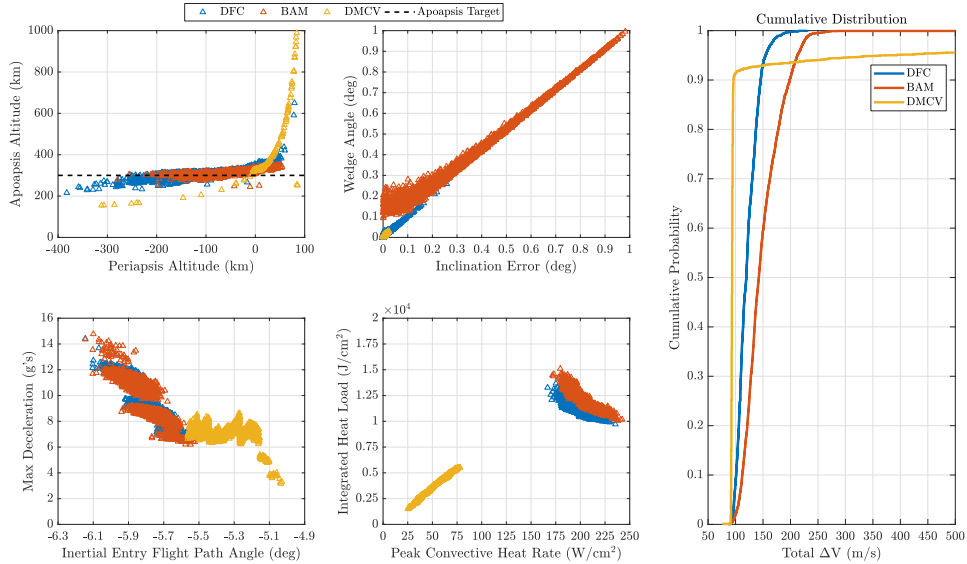 DFC BAM DMCV Apoapsis Target
1000
800
600
400
200
0
-400 -300 -200 -100 0 100
Periapsis Altitude (km)
Apoapsis Altitude (km)
1
0.9
0.8
0.7
0.6
0.5
0.4
0.3
0.2
0.1
0
0 0.1 0.2 0.3 0.4 0.5 0.6 0.7 0.8 0.9 1
Inclination Error (deg)
Wedge Angle (deg)
16
14
12
10
8
6
4
2
0
-6.3 -6.1 -5.9 -5.7 -5.5 -5.3 -5.1 -4.9
Inertial Entry Flight Path Angle (deg)
Max Deceleration (g's)
×10⁴
2
1.5
1
0.5
0
0 25 50 75 100 125 150 175 200 225 250
Peak Convective Heat Rate (W/cm²)
Integrated Heat Load (J/cm²)
Cumulative Distribution
1
0.9
0.8
0.7
0.6
0.5
0.4
0.3
0.2
0.1
0
DFC
BAM
DMCV
50 100 150 200 250 300 350 400 450 500
Total ΔV (m/s)
Cumulative Probability